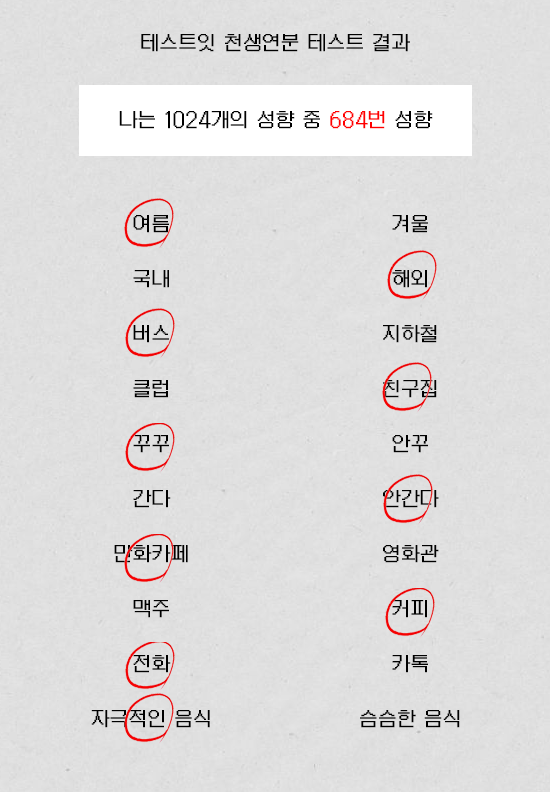 테스트잇 천생연분 테스트 결과
나는 1024개의 성향 중 684번 성향
여름 겨울
국내 해외
버스 지하철
클럽 친구집
꾸꾸 안꾸
간다 안간다
만화카페 영화관
맥주 커피
전화 카톡
자극적인 음식 슴슴한 음식